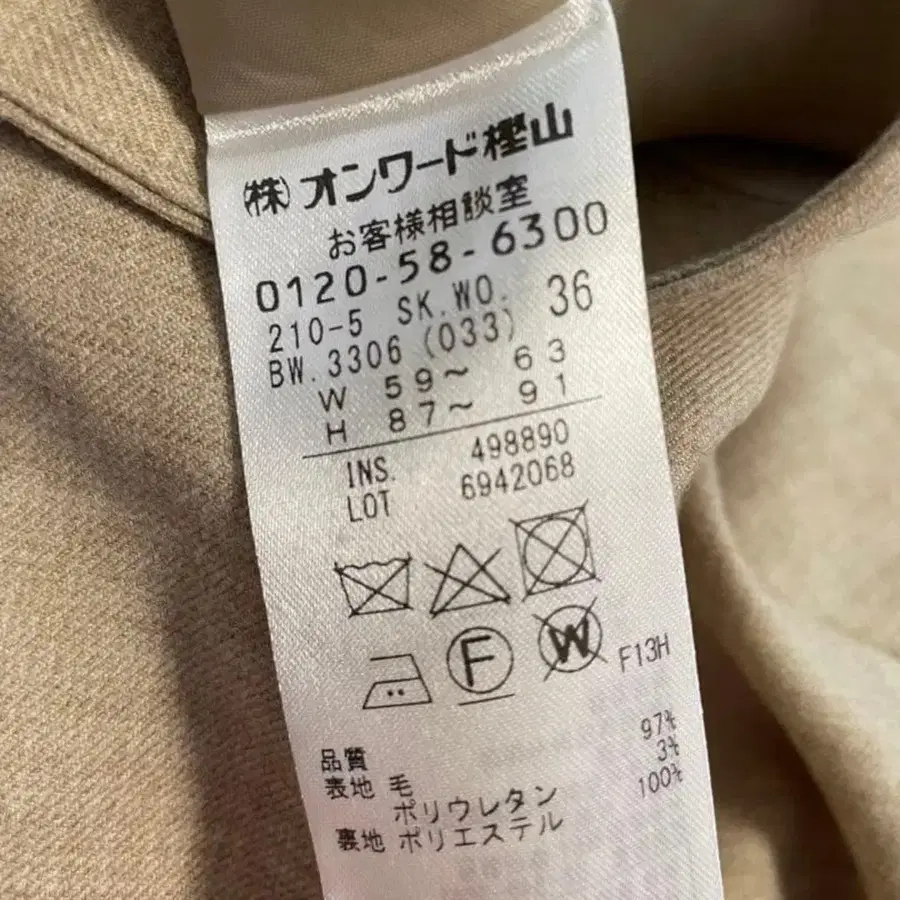 ㈱オンワード樫山
お客様相談室
0120-58-6300
210-5 SK.WO. 36
BW.3306 (033)
W 59～ 63
H 87～ 91
INS. 498890
LOT 6942068
F W F13H
品質
表地 毛 97%
ポリウレタン 3%
裏地 ポリエステル 100%